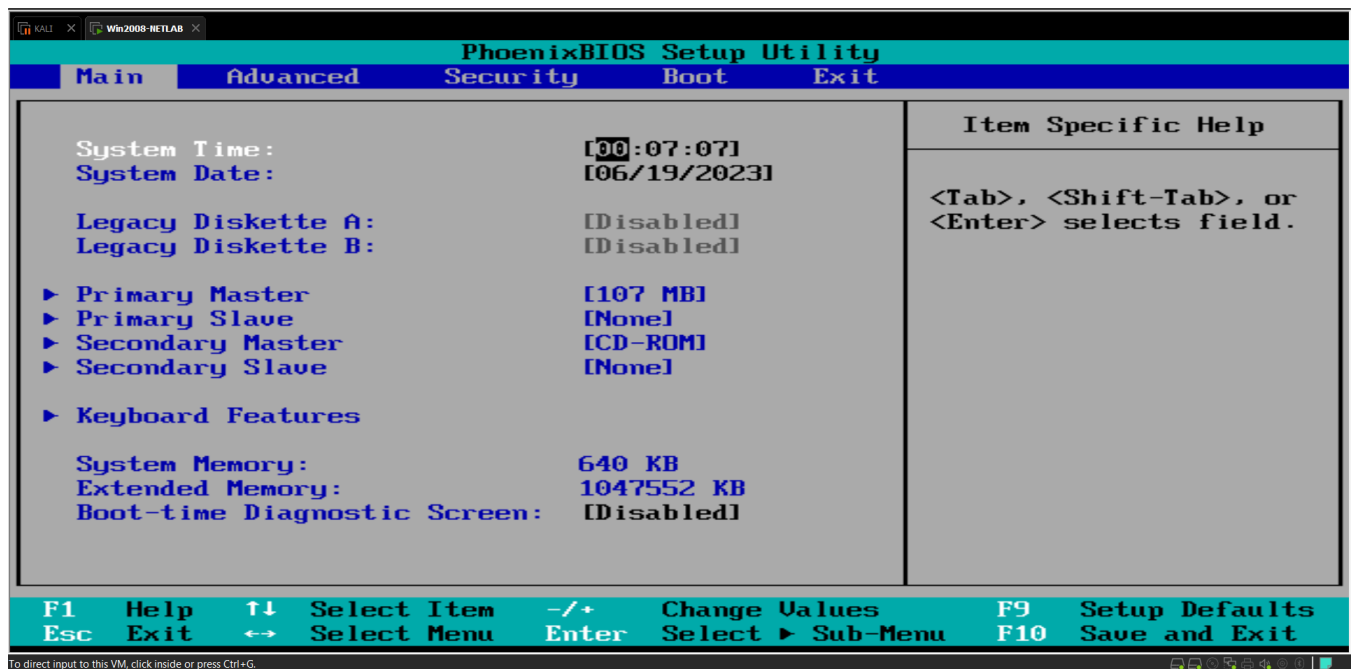 KALI × Win2008-NETLAB ×
PhoenixBIOS Setup Utility
Main Advanced Security Boot Exit
Item Specific Help
System Time: [00:07:07]
System Date: [06/19/2023]
<Tab>, <Shift-Tab>, or
<Enter> selects field.
Legacy Diskette A: [Disabled]
Legacy Diskette B: [Disabled]
Primary Master [107 MB]
Primary Slave [None]
Secondary Master [CD-ROM]
Secondary Slave [None]
Keyboard Features
System Memory: 640 KB
Extended Memory: 1047552 KB
Boot-time Diagnostic Screen: [Disabled]
F1 Help ↑↓ Select Item -/+ Change Values F9 Setup Defaults
Esc Exit ↔ Select Menu Enter Select ▶ Sub-Menu F10 Save and Exit
To direct input to this VM, click inside or press Ctrl+G.